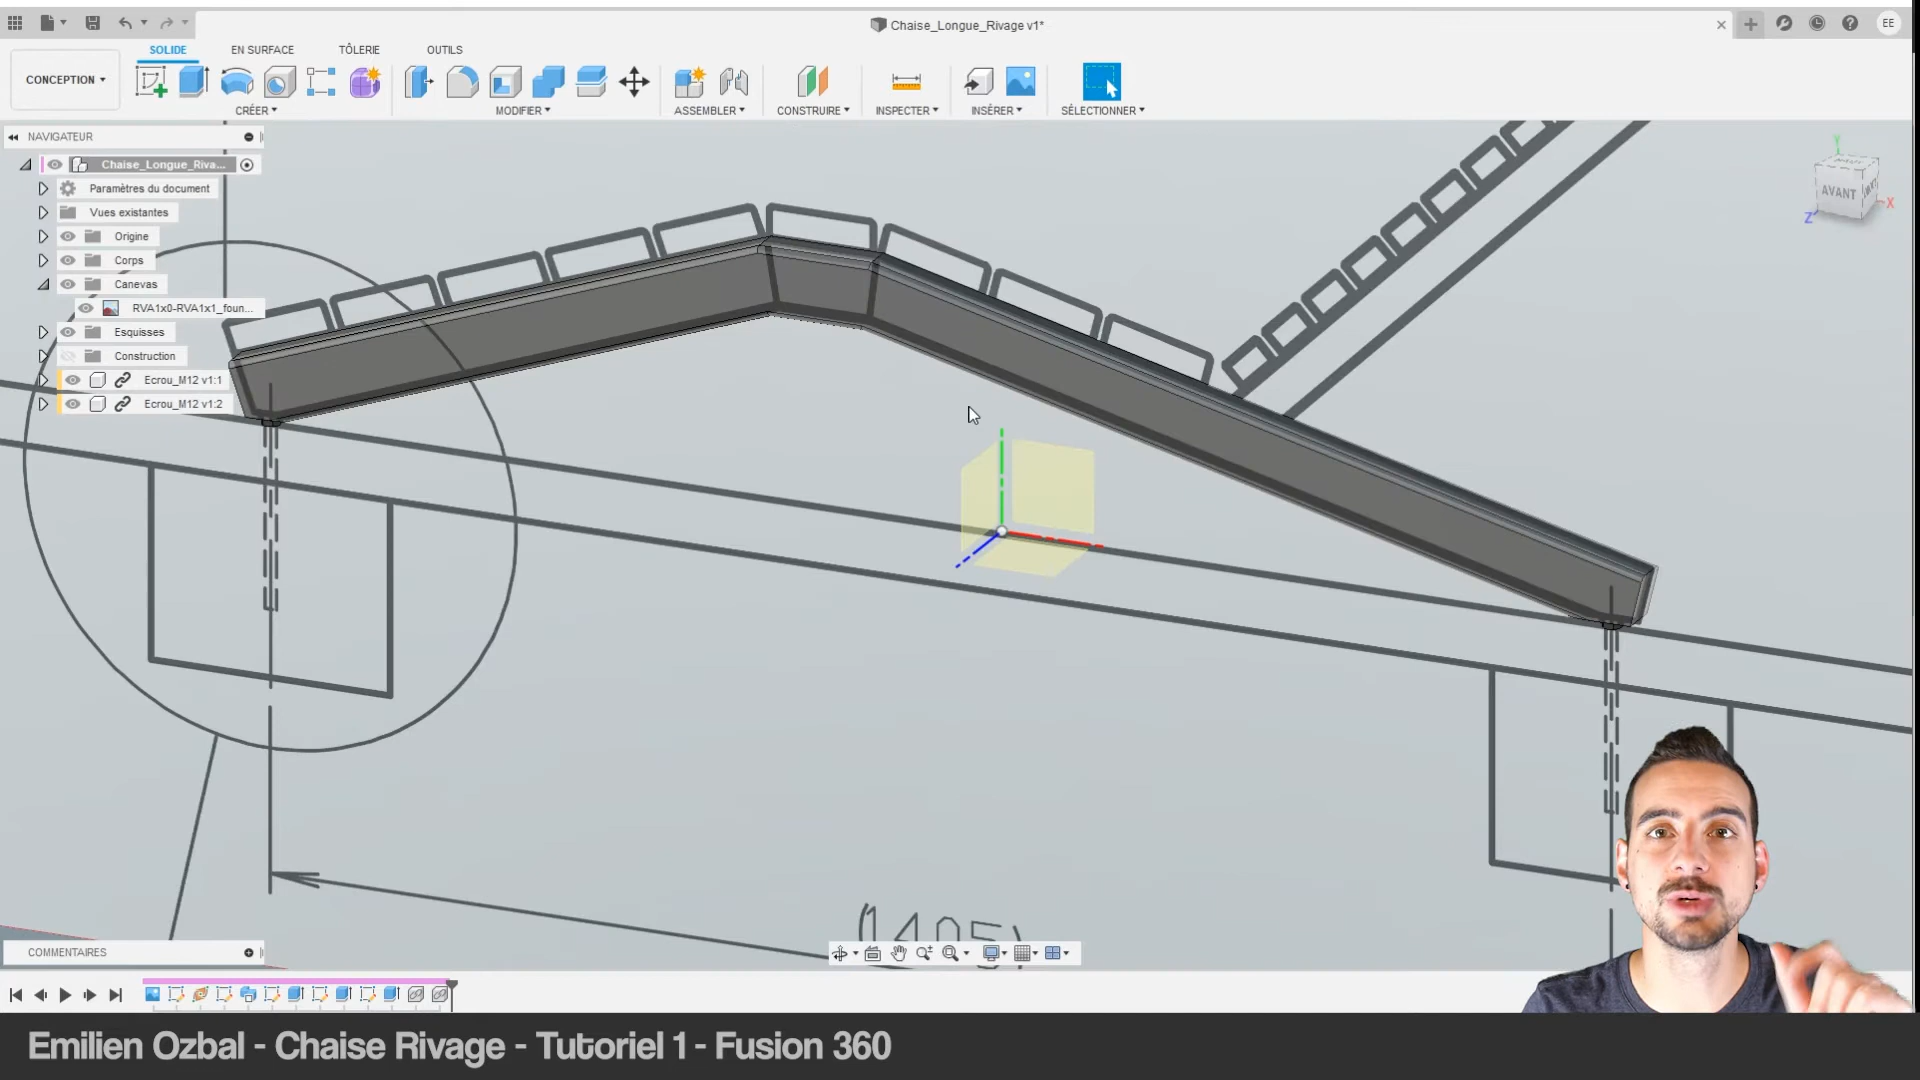 Chaise_Longue_Rivage v1*
EE
SOLIDE
EN SURFACE
TÔLERIE
OUTILS
CONCEPTION
CRÉER
MODIFIER
ASSEMBLER
CONSTRUIRE
INSPECTER
INSÉRER
SÉLECTIONNER
NAVIGATEUR
Chaise_Longue_Riva...
Paramètres du document
Vues existantes
Origine
Corps
Canevas
RVA1x0-RVA1x1_foun...
Esquisses
Construction
Ecrou_M12 v1:1
Ecrou_M12 v1:2
Y
AVANT
X
Z
(1405)
COMMENTAIRES
Emilien Ozbal - Chaise Rivage - Tutoriel 1 - Fusion 360